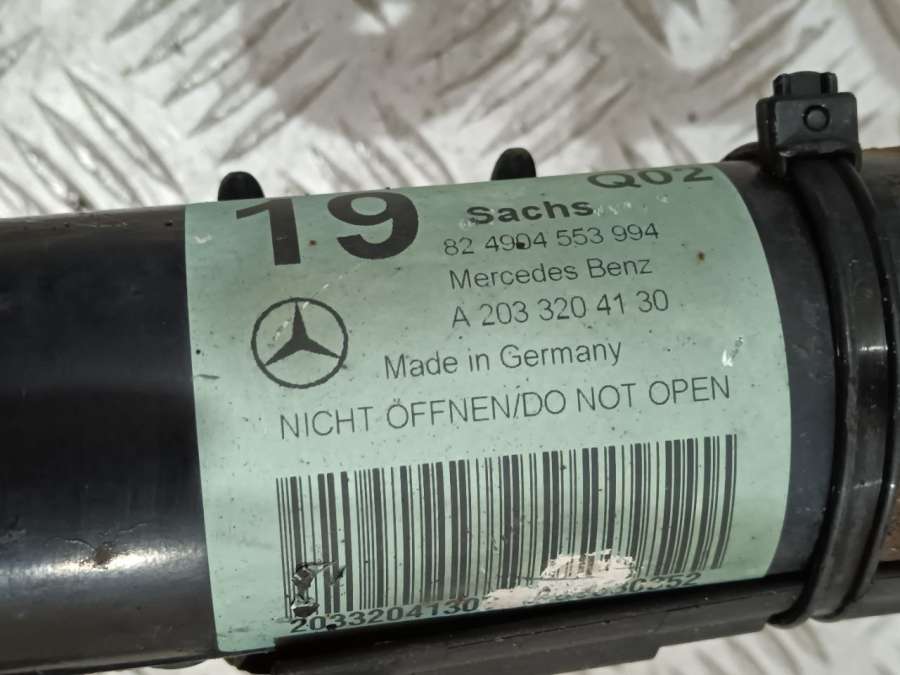 19 Sachs Q02
82 4904 553 994
Mercedes Benz
A 203 320 41 30
Made in Germany
NICHT ÖFFNEN/DO NOT OPEN
2033204130